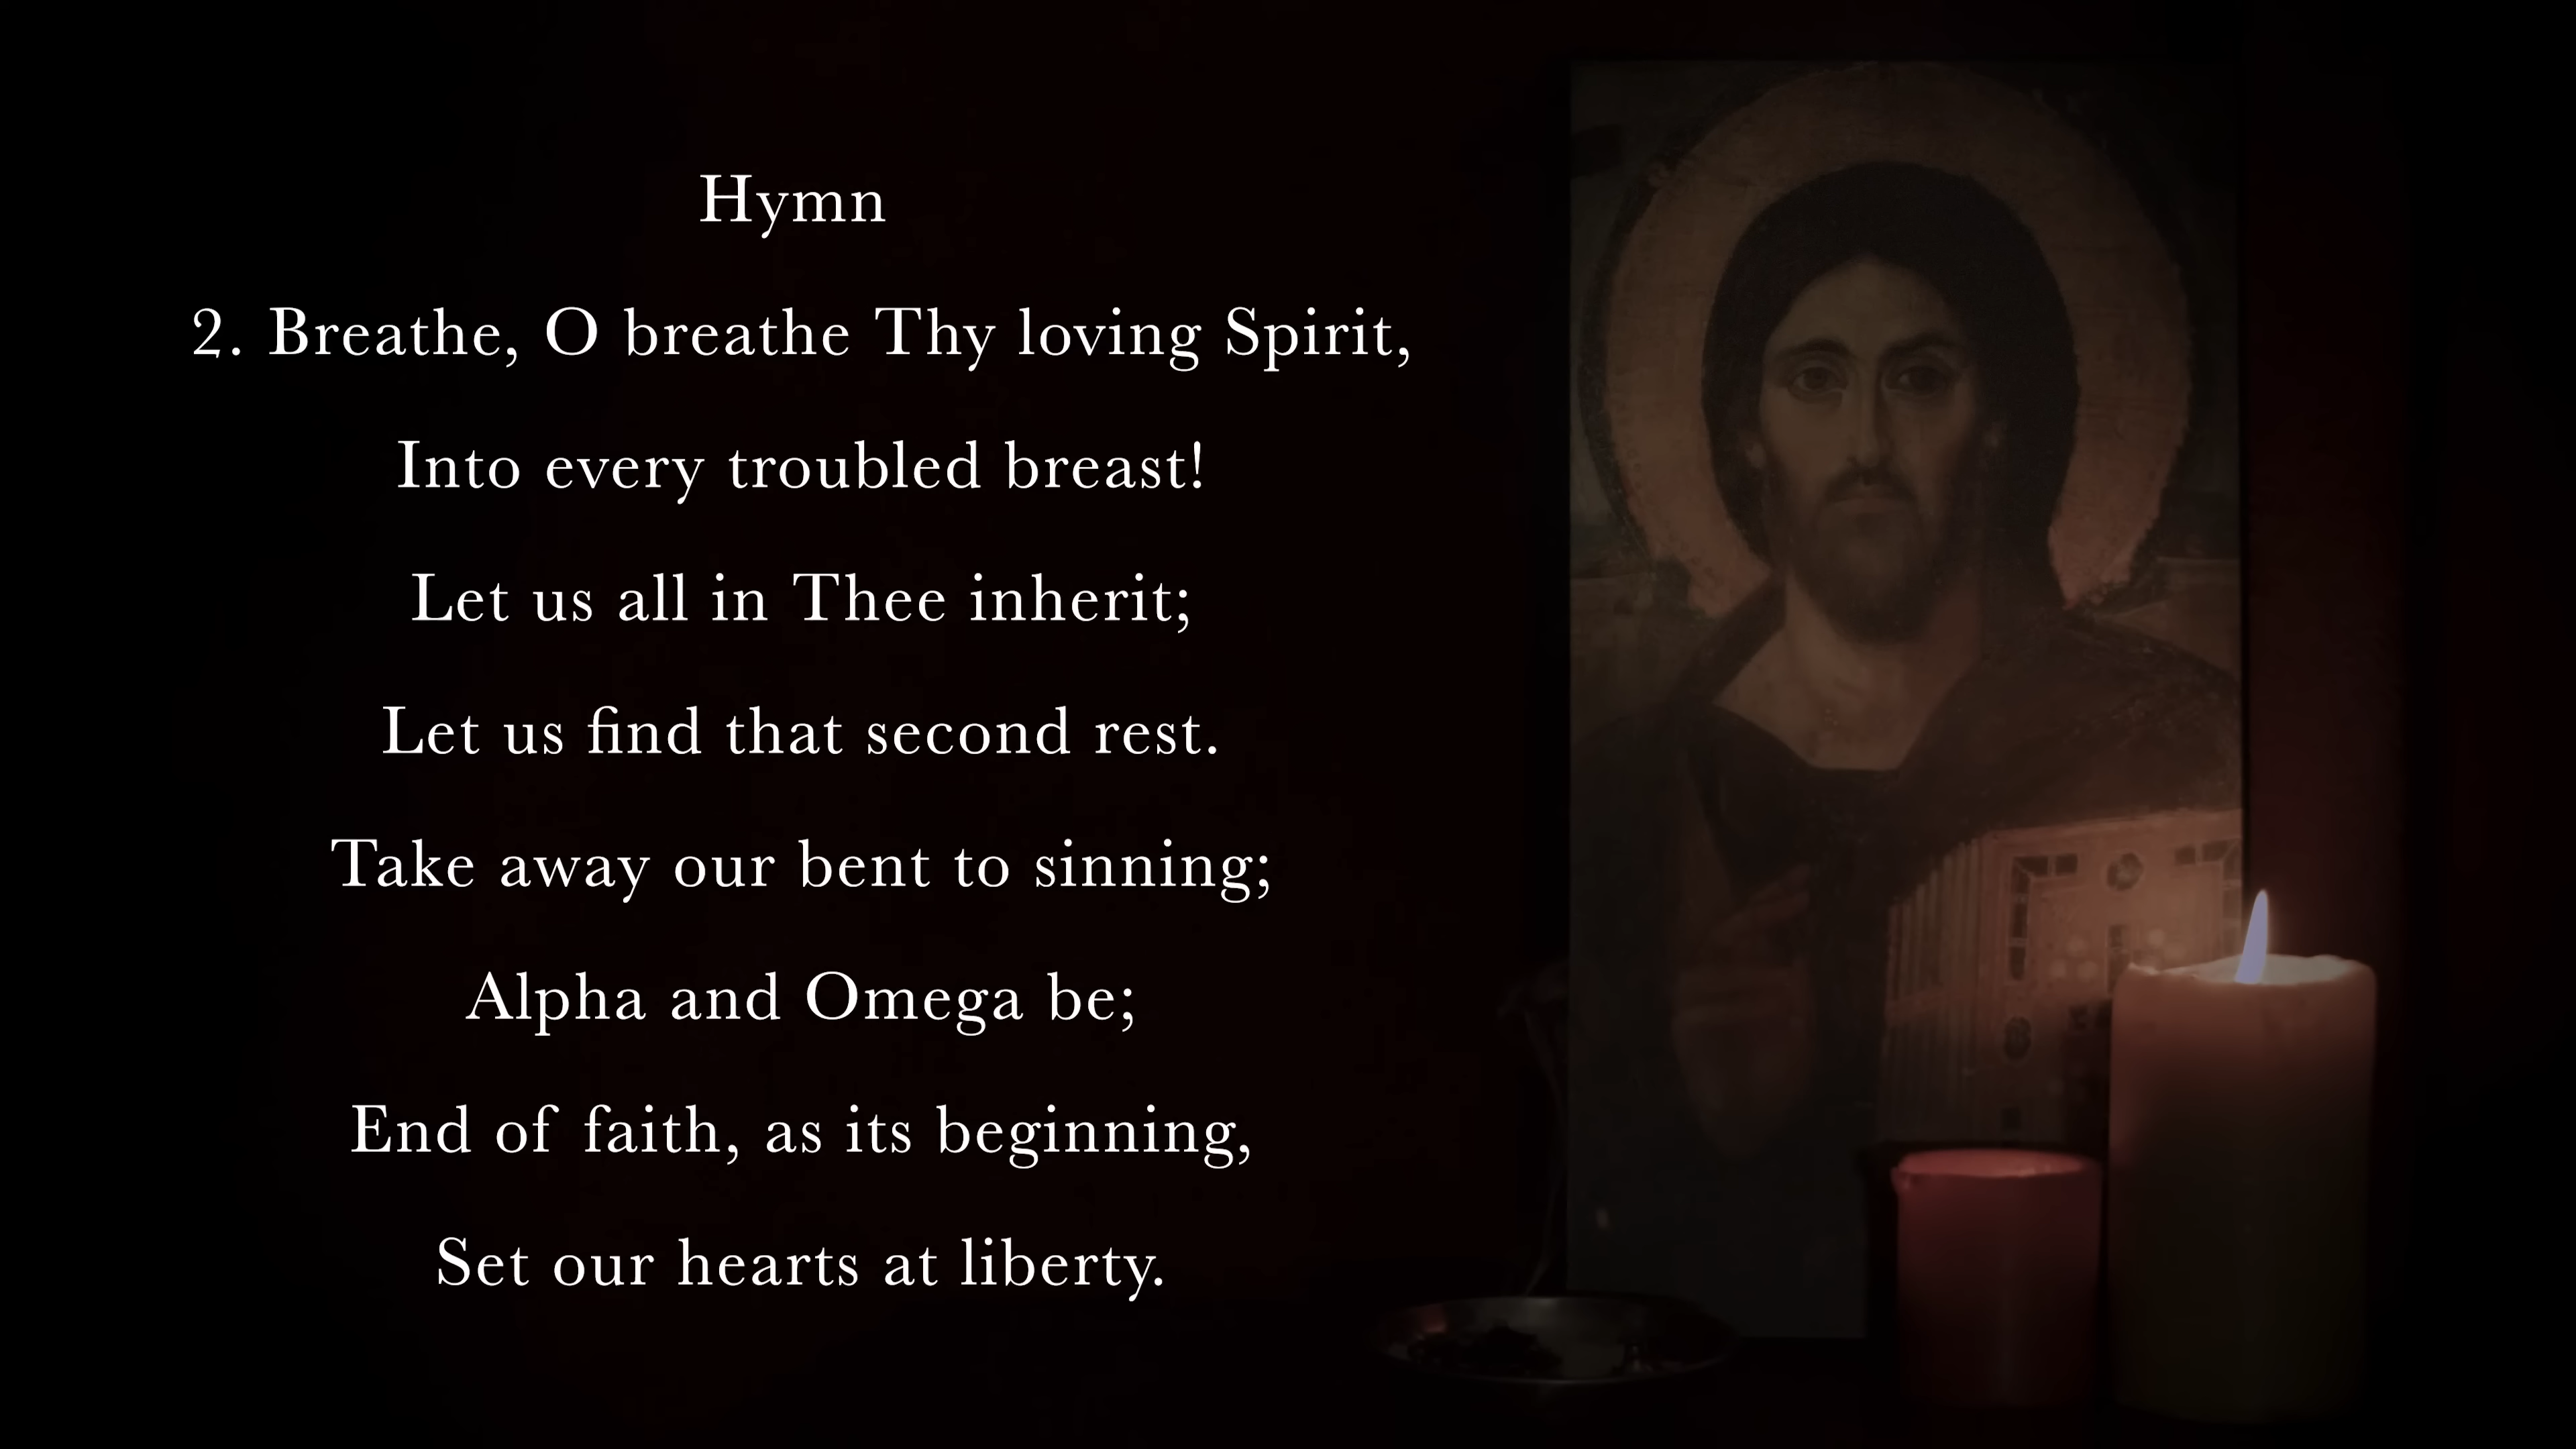 Hymn
2. Breathe, O breathe Thy loving Spirit,
Into every troubled breast!
Let us all in Thee inherit;
Let us find that second rest.
Take away our bent to sinning;
Alpha and Omega be;
End of faith, as its beginning,
Set our hearts at liberty.